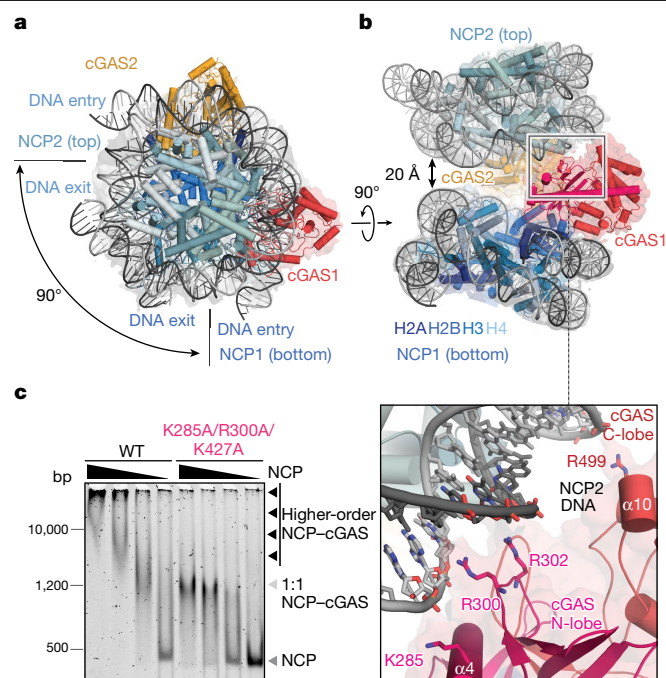 a
cGAS2
DNA entry
NCP2 (top)
DNA exit
90°
cGAS1
DNA exit
DNA entry
NCP1 (bottom)
b
NCP2 (top)
20 Å
cGAS2
90°
cGAS1
H2A H2B H3 H4
NCP1 (bottom)
c
K285A/R300A/
K427A
WT
NCP
bp
Higher-order
NCP–cGAS
10,000
1:1
NCP–cGAS
1,200
500
NCP
cGAS
C-lobe
R499
NCP2
DNA
α10
R302
R300
cGAS
N-lobe
K285
α4